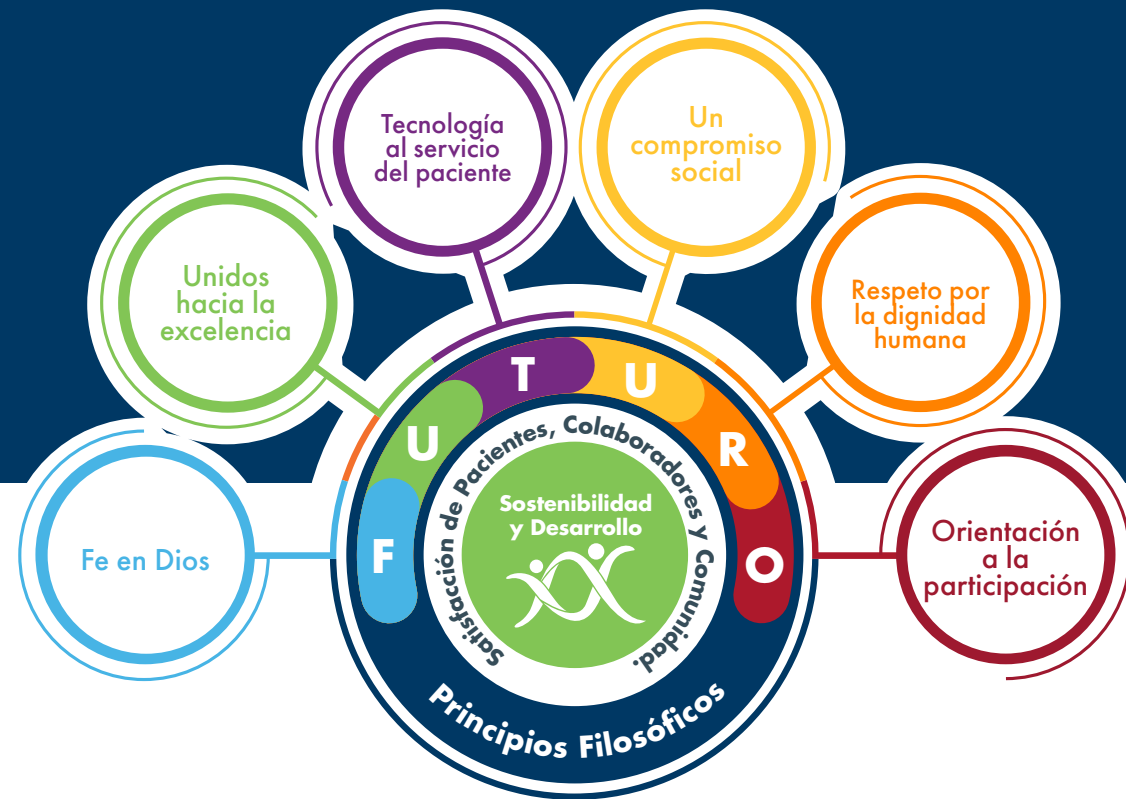 Tecnología
al servicio
del paciente
Un
compromiso
social
Unidos
hacia la
excelencia
Respeto por
la dignidad
humana
Fe en Dios
Orientación
a la
participación
F U T U R O
Satisfacción de Pacientes, Colaboradores y Comunidad.
Sostenibilidad
y Desarrollo
Principios Filosóficos